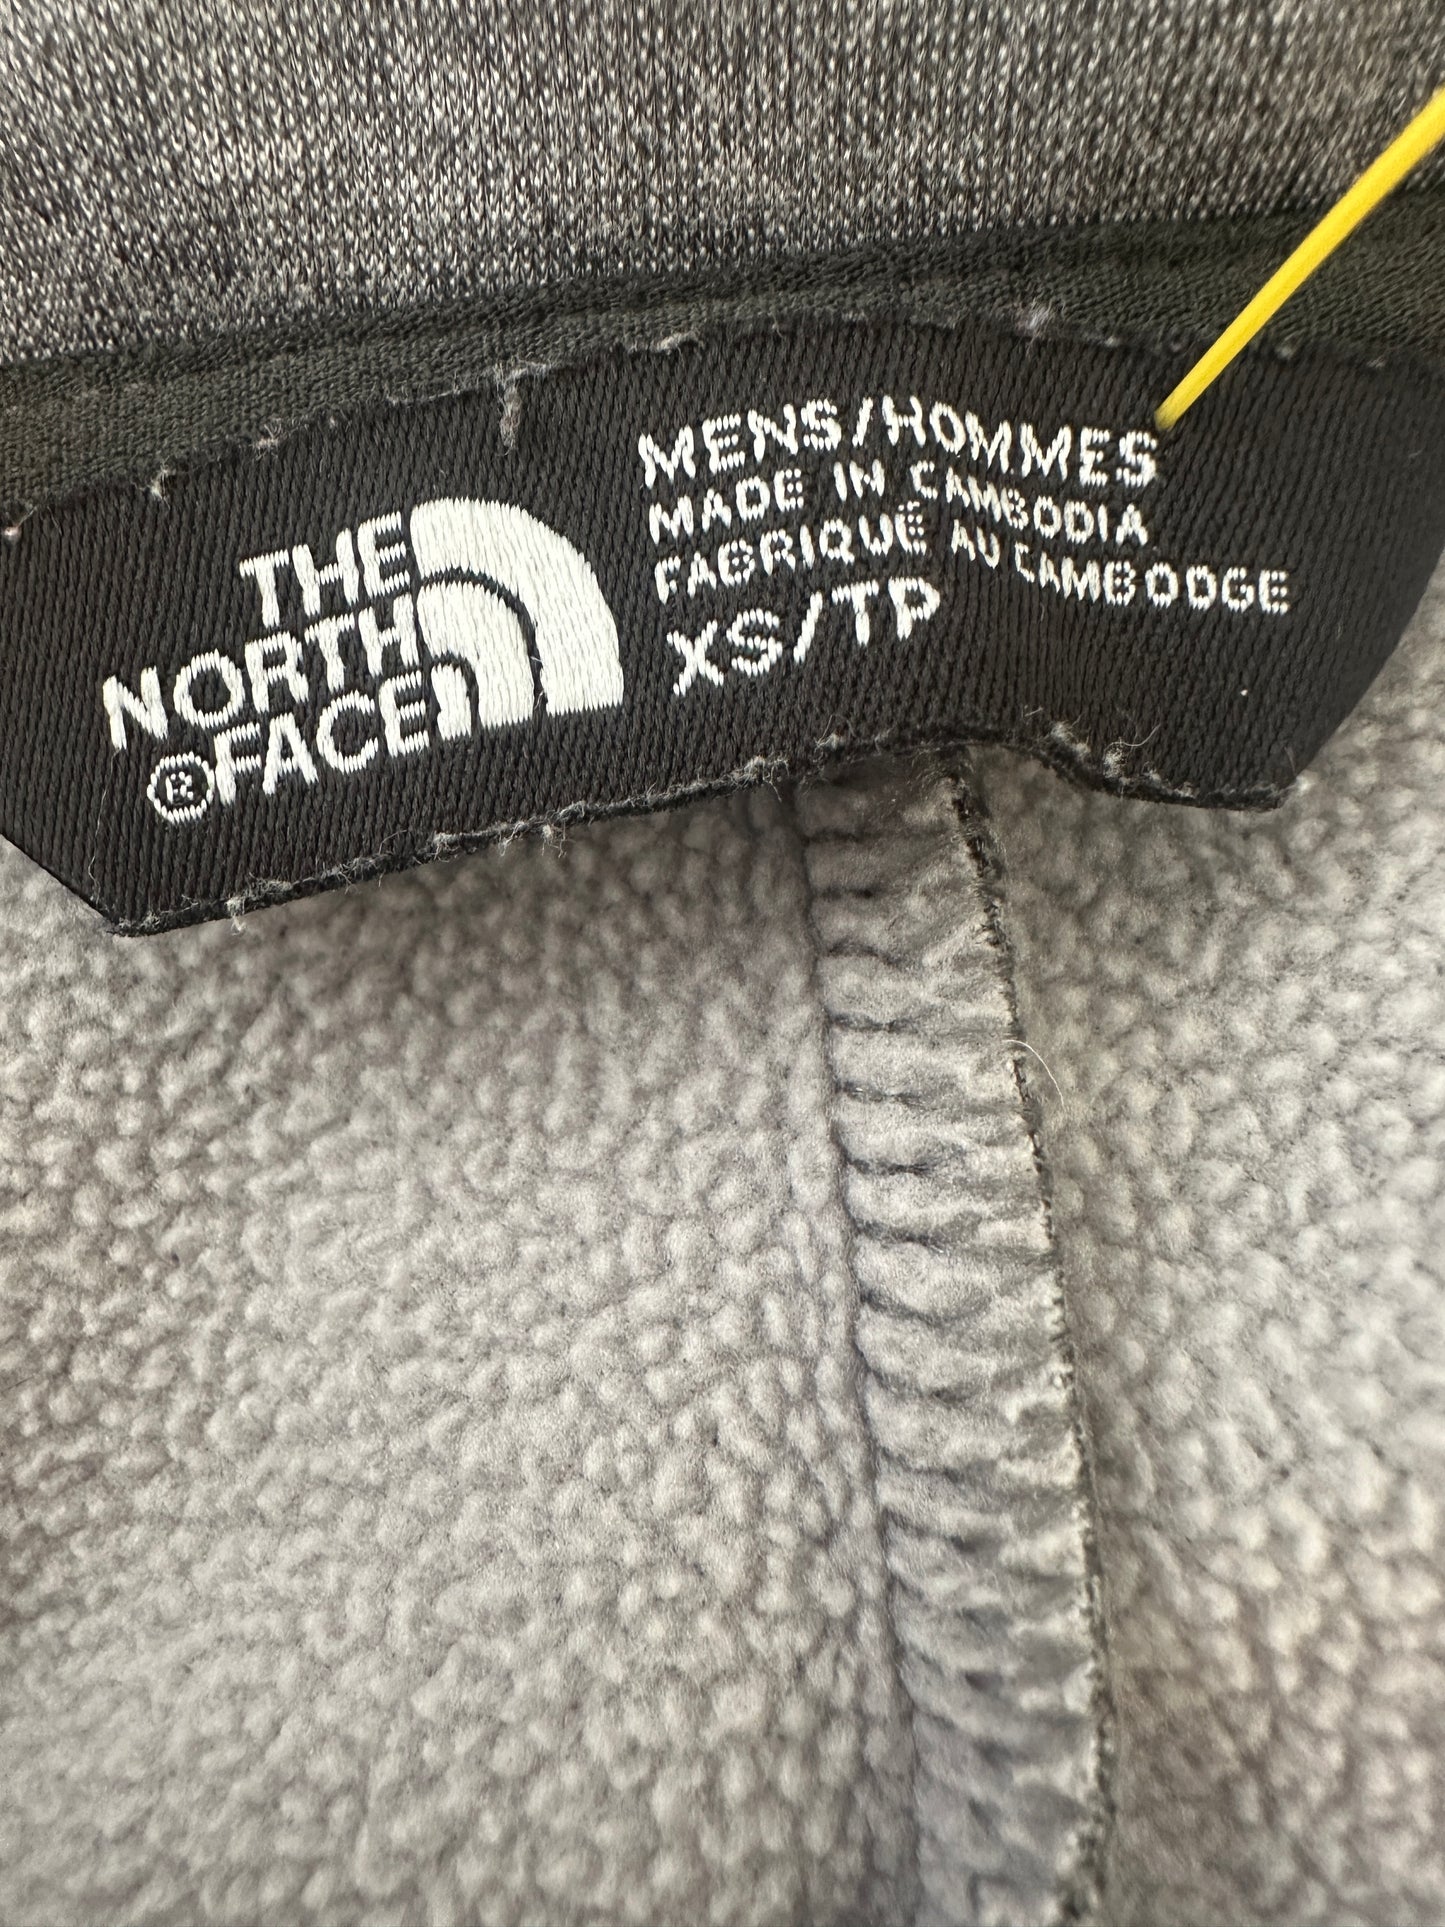 THE
NORTH
®FACE
MENS/HOMMES
MADE IN CAMBODIA
FABRIQUÉ AU CAMBODGE
XS/TP